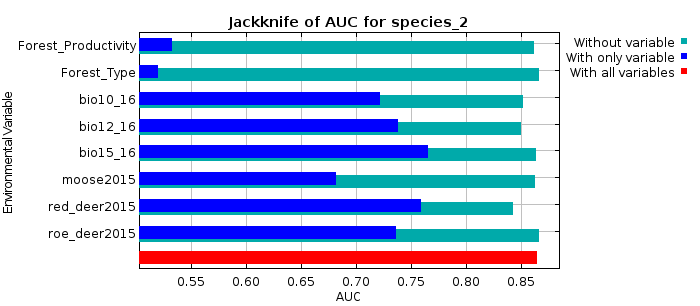 Jackknife of AUC for species_2
Environmental Variable
Forest_Productivity
Forest_Type
bio10_16
bio12_16
bio15_16
moose2015
red_deer2015
roe_deer2015
0.55 0.60 0.65 0.70 0.75 0.80 0.85
AUC
Without variable
With only variable
With all variables